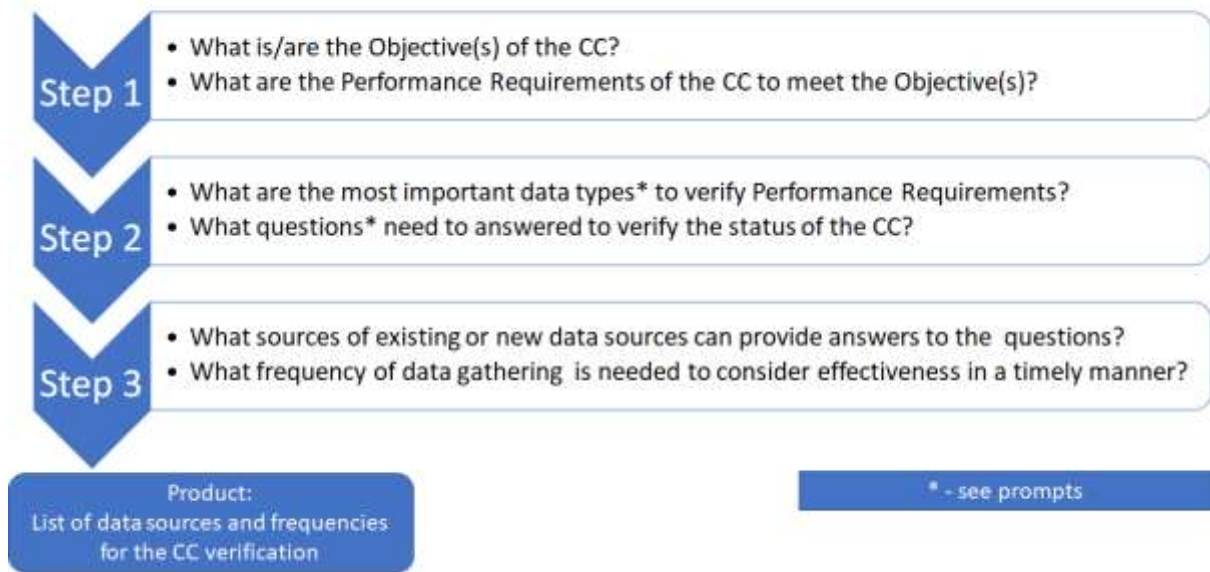 Step 1
• What is/are the Objective(s) of the CC?
• What are the Performance Requirements of the CC to meet the Objective(s)?
Step 2
• What are the most important data types* to verify Performance Requirements?
• What questions* need to answered to verify the status of the CC?
Step 3
• What sources of existing or new data sources can provide answers to the questions?
• What frequency of data gathering is needed to consider effectiveness in a timely manner?
Product:
List of data sources and frequencies
for the CC verification
* - see prompts